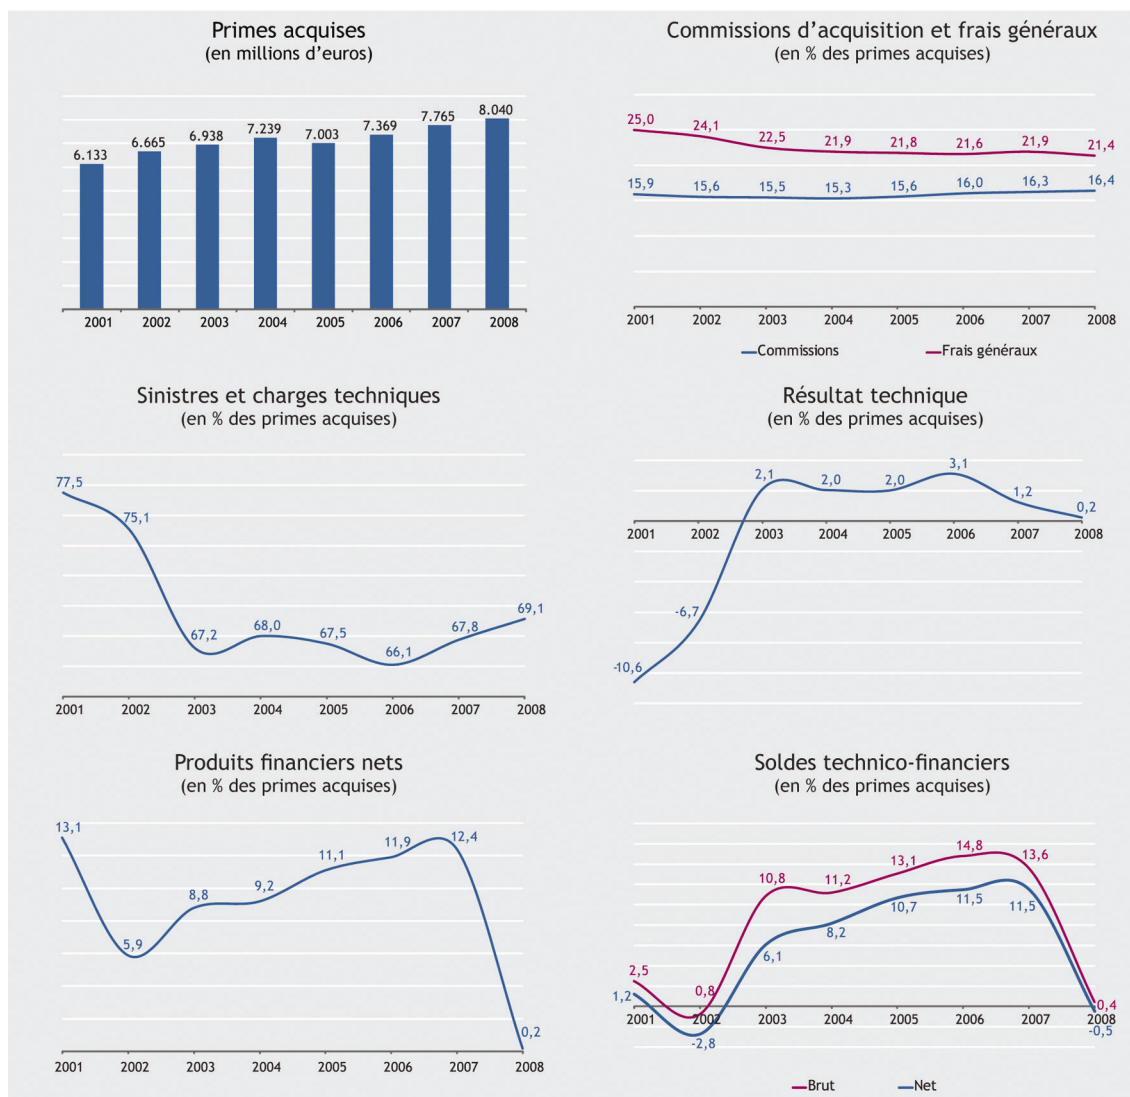 Primes acquises
(en millions d’euros)
6.133 6.665 6.938 7.239 7.003 7.369 7.765 8.040
2001 2002 2003 2004 2005 2006 2007 2008
Commissions d’acquisition et frais généraux
(en % des primes acquises)
25,0 24,1 22,5 21,9 21,8 21,6 21,9 21,4
15,9 15,6 15,5 15,3 15,6 16,0 16,3 16,4
2001 2002 2003 2004 2005 2006 2007 2008
Commissions Frais généraux
Sinistres et charges techniques
(en % des primes acquises)
77,5 75,1 67,2 68,0 67,5 66,1 67,8 69,1
2001 2002 2003 2004 2005 2006 2007 2008
Résultat technique
(en % des primes acquises)
-10,6 -6,7 2,1 2,0 2,0 3,1 1,2 0,2
2001 2002 2003 2004 2005 2006 2007 2008
Produits financiers nets
(en % des primes acquises)
13,1 5,9 8,8 9,2 11,1 11,9 12,4 0,2
2001 2002 2003 2004 2005 2006 2007 2008
Soldes technico-financiers
(en % des primes acquises)
2,5 0,8 10,8 11,2 13,1 14,8 13,6 0,4
1,2 -2,8 6,1 8,2 10,7 11,5 11,5 -0,5
2001 2002 2003 2004 2005 2006 2007 2008
Brut Net